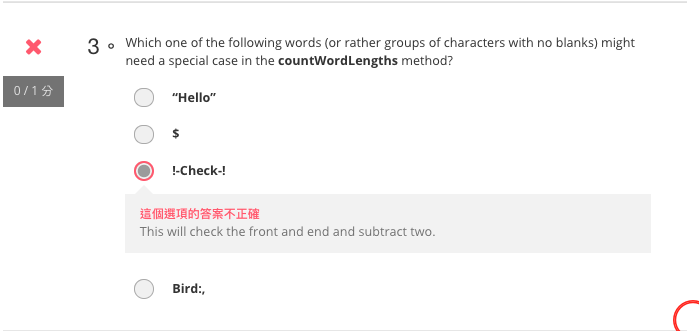 3。 Which one of the following words (or rather groups of characters with no blanks) might
need a special case in the countWordLengths method?
0 / 1 分
“Hello”
$
!-Check-!
這個選項的答案不正確
This will check the front and end and subtract two.
Bird:,